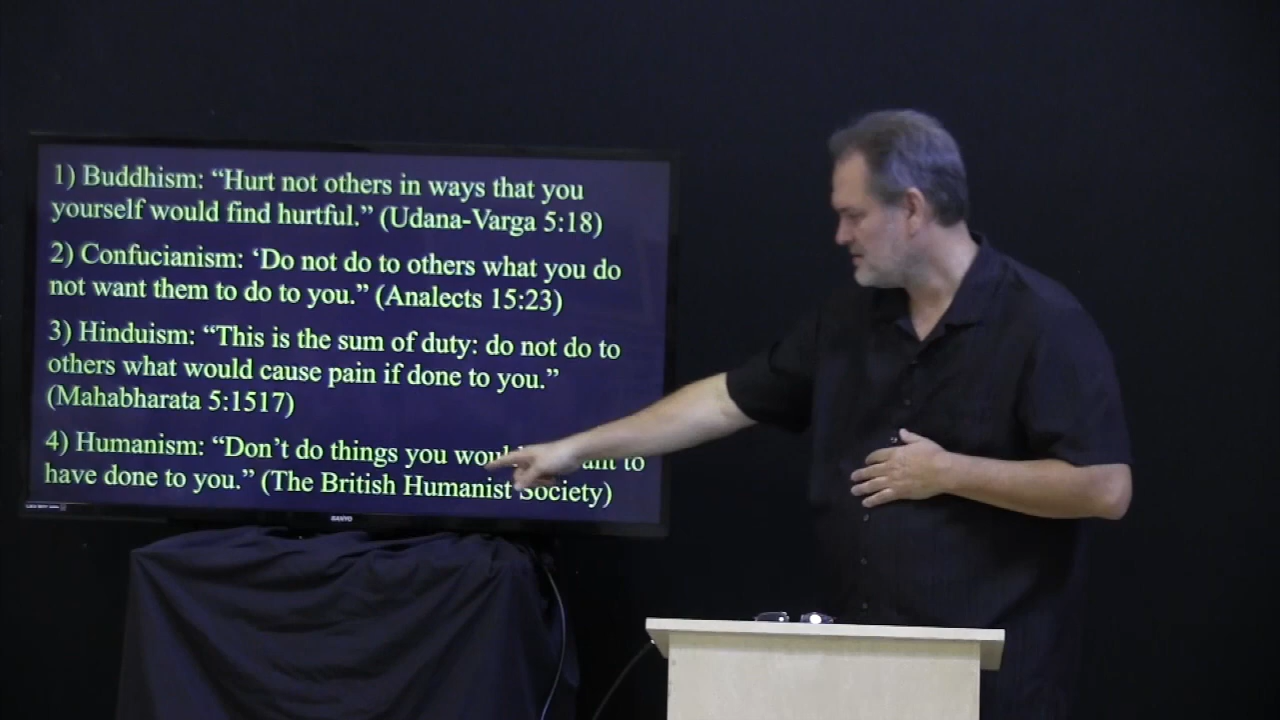 1) Buddhism: “Hurt not others in ways that you
yourself would find hurtful.” (Udana-Varga 5:18)
2) Confucianism: ‘Do not do to others what you do
not want them to do to you.” (Analects 15:23)
3) Hinduism: “This is the sum of duty: do not do to
others what would cause pain if done to you.”
(Mahabharata 5:1517)
4) Humanism: “Don’t do things you to
have done to you.” (The British Humanist Society)
SANYO